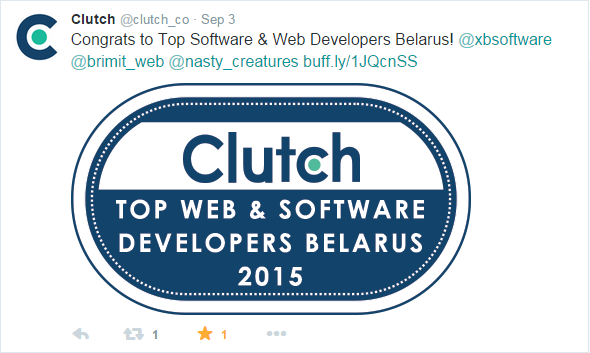 Clutch @clutch_co · Sep 3
Congrats to Top Software & Web Developers Belarus! @xbsoftware
@brimit_web @nasty_creatures buff.ly/1JQcnSS
Clutch
TOP WEB & SOFTWARE
DEVELOPERS BELARUS
2015
1 1